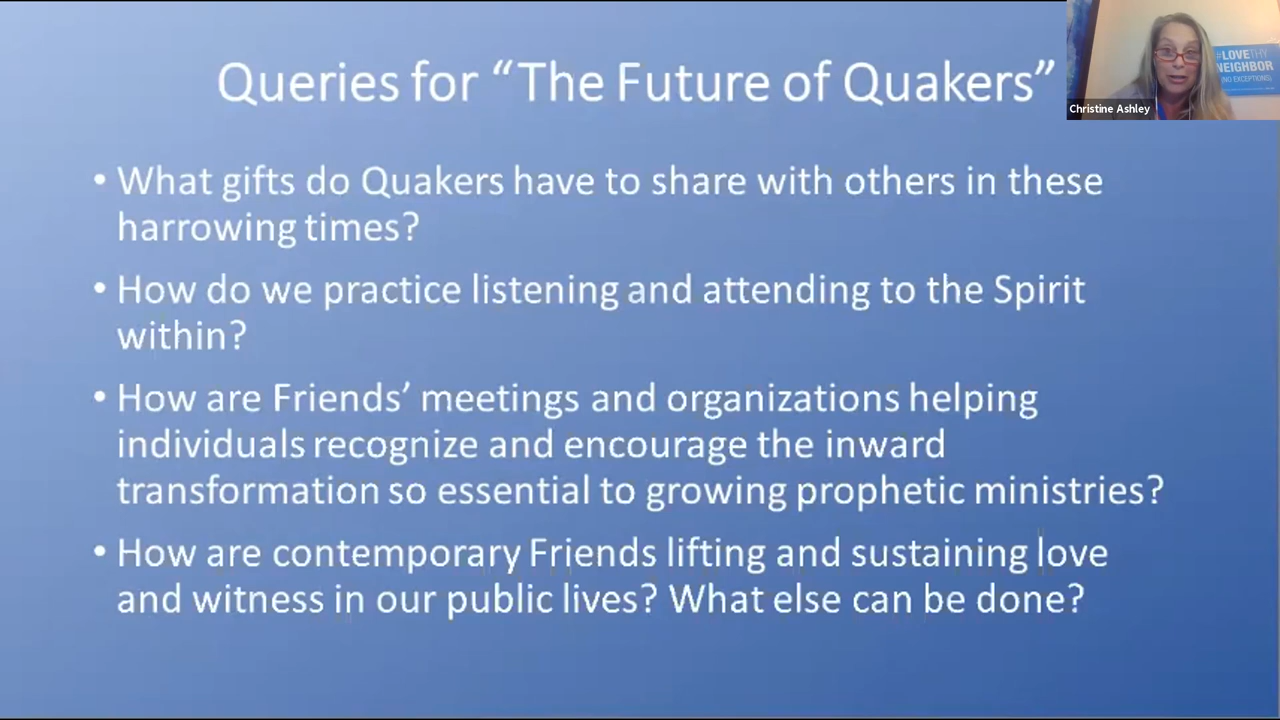 Queries for “The Future of Quakers”
#LOVETHY
NEIGHBOR
NO EXCEPTIONS
Christine Ashley
• What gifts do Quakers have to share with others in these
harrowing times?
• How do we practice listening and attending to the Spirit
within?
• How are Friends’ meetings and organizations helping
individuals recognize and encourage the inward
transformation so essential to growing prophetic ministries?
• How are contemporary Friends lifting and sustaining love
and witness in our public lives? What else can be done?